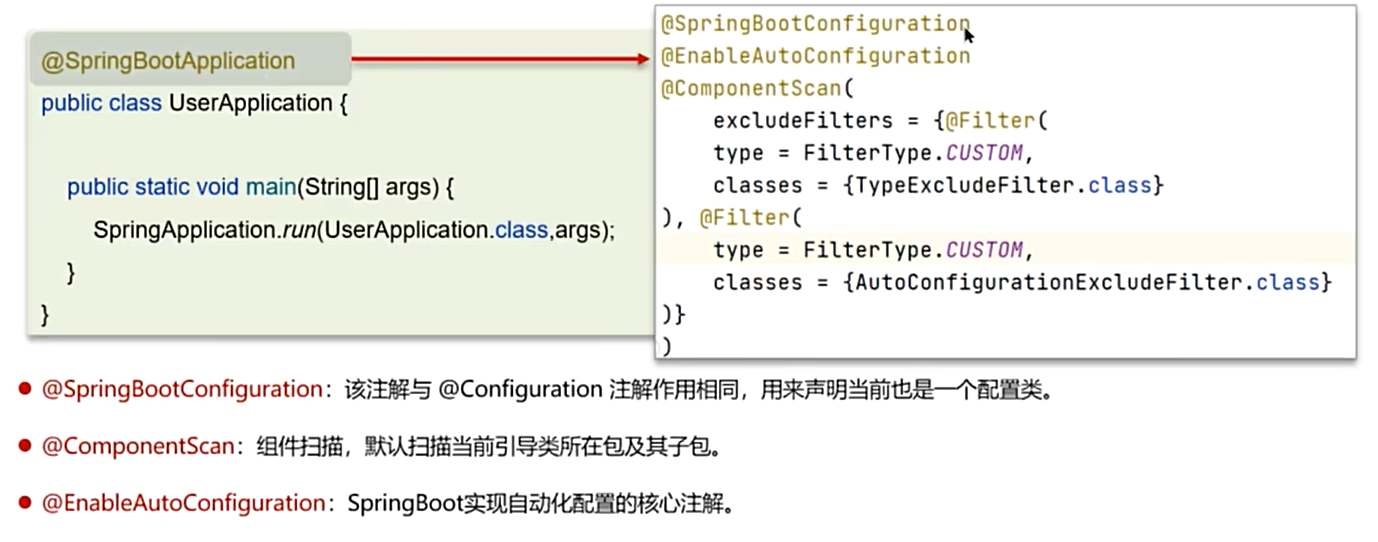 @SpringBootApplication
public class UserApplication {
public static void main(String[] args) {
SpringApplication.run(UserApplication.class,args);
}
}
@SpringBootConfiguration
@EnableAutoConfiguration
@ComponentScan(
excludeFilters = {@Filter(
type = FilterType.CUSTOM,
classes = {TypeExcludeFilter.class}
), @Filter(
type = FilterType.CUSTOM,
classes = {AutoConfigurationExcludeFilter.class}
)}
)
@SpringBootConfiguration：该注解与 @Configuration 注解作用相同，用来声明当前也是一个配置类。
@ComponentScan：组件扫描，默认扫描当前引导类所在包及其子包。
@EnableAutoConfiguration：SpringBoot实现自动化配置的核心注解。